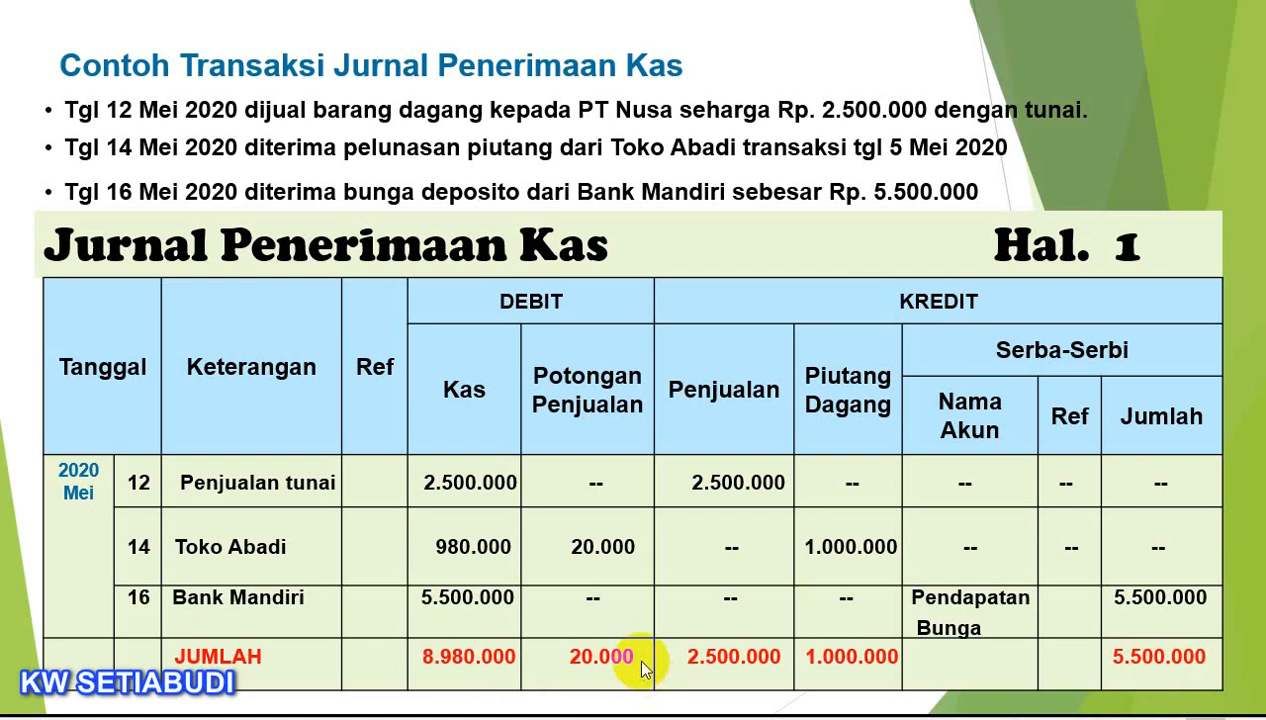 Contoh Transaksi Jurnal Penerimaan Kas
• Tgl 12 Mei 2020 dijual barang dagang kepada PT Nusa seharga Rp. 2.500.000 dengan tunai.
• Tgl 14 Mei 2020 diterima pelunasan piutang dari Toko Abadi transaksi tgl 5 Mei 2020
• Tgl 16 Mei 2020 diterima bunga deposito dari Bank Mandiri sebesar Rp. 5.500.000
Jurnal Penerimaan Kas Hal. 1
DEBIT KREDIT
Tanggal Keterangan Ref Kas Potongan Penjualan Penjualan Piutang Dagang Serba-Serbi
Nama Akun Ref Jumlah
2020 Mei 12 Penjualan tunai 2.500.000 -- 2.500.000 -- -- -- --
14 Toko Abadi 980.000 20.000 -- 1.000.000 -- -- --
16 Bank Mandiri 5.500.000 -- -- -- Pendapatan Bunga 5.500.000
JUMLAH 8.980.000 20.000 2.500.000 1.000.000 5.500.000
KW SETIABUDI